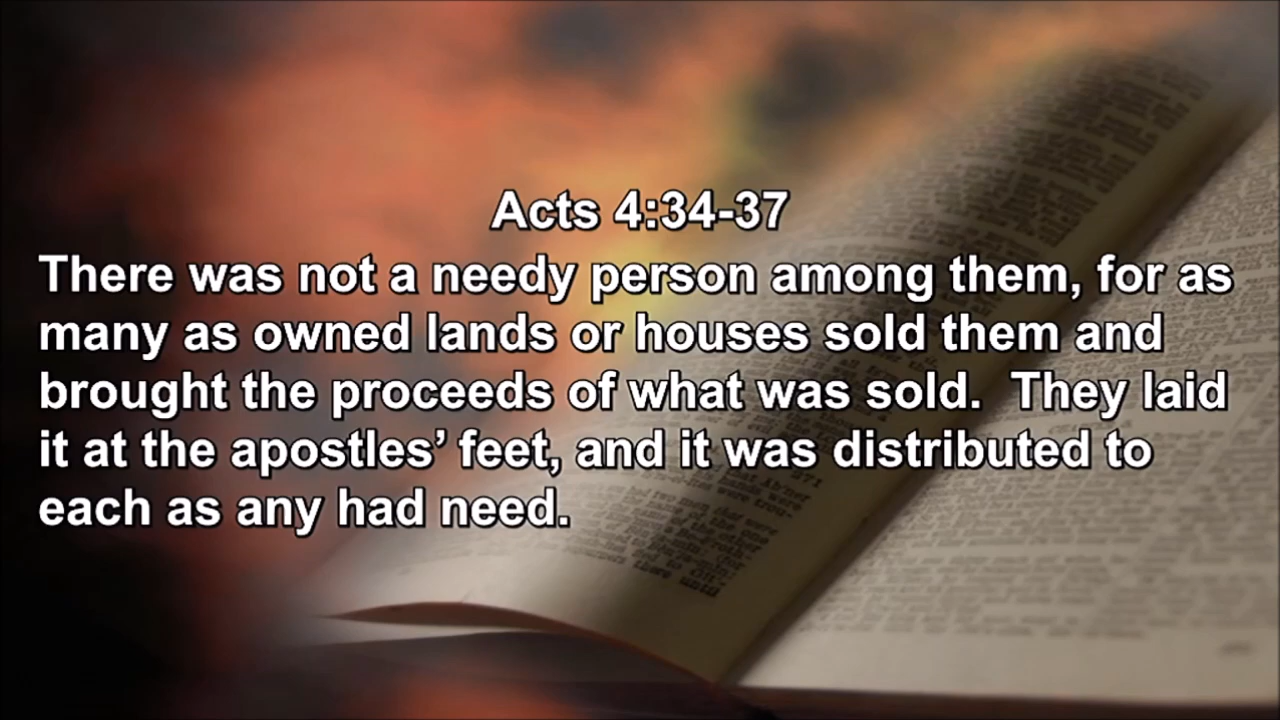 Acts 4:34-37
There was not a needy person among them, for as
many as owned lands or houses sold them and
brought the proceeds of what was sold.  They laid
it at the apostles’ feet, and it was distributed to
each as any had need.